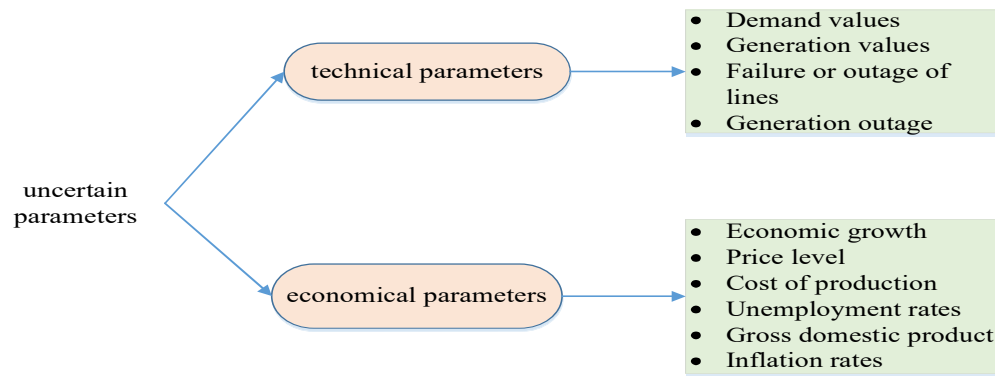 uncertain
parameters
technical parameters
• Demand values
• Generation values
• Failure or outage of
lines
• Generation outage
economical parameters
• Economic growth
• Price level
• Cost of production
• Unemployment rates
• Gross domestic product
• Inflation rates